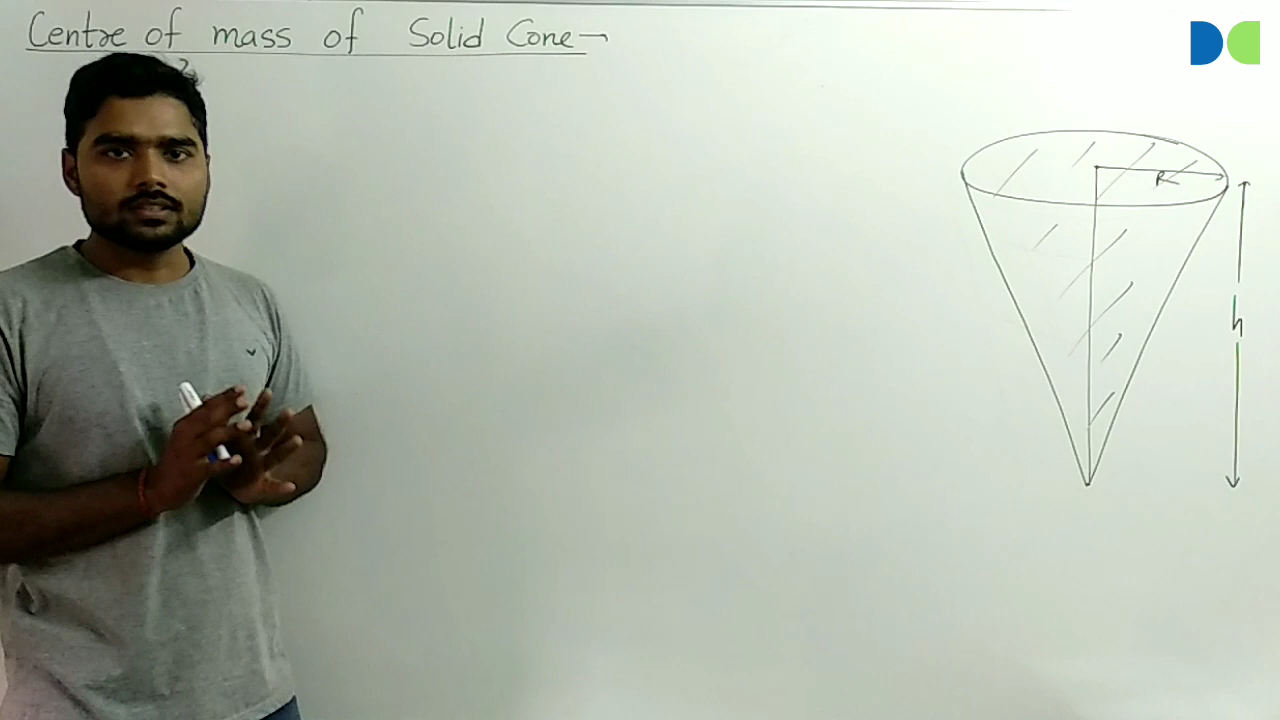 Centre of mass of Solid Cone→
R
h